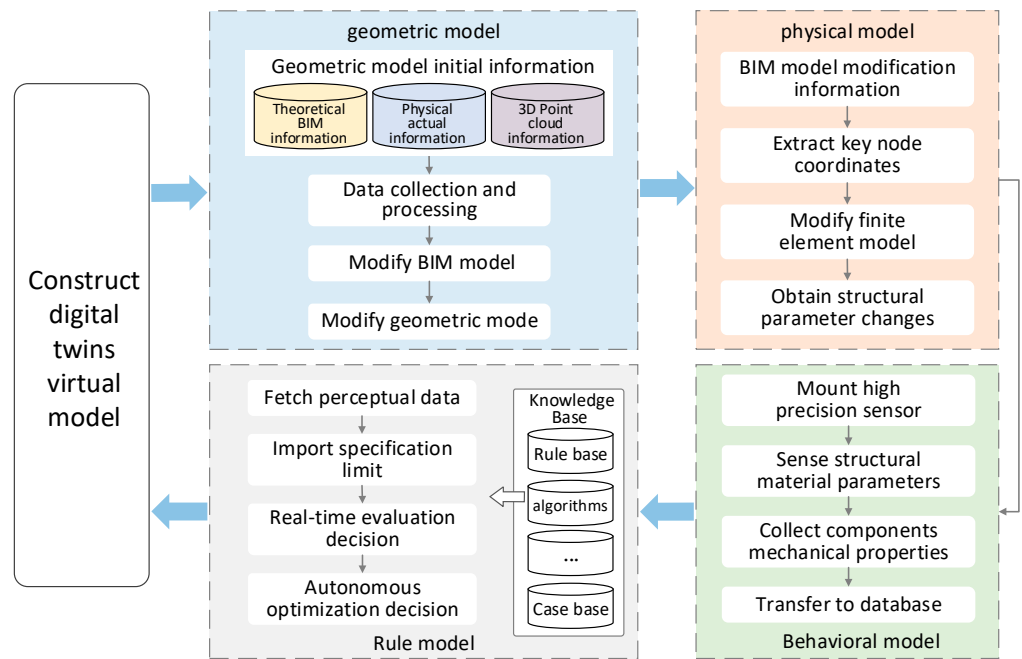 Construct
digital
twins
virtual
model
geometric model
Geometric model initial information
Theoretical
BIM
information
Physical
actual
information
3D Point
cloud
information
Data collection and
processing
Modify BIM model
Modify geometric mode
physical model
BIM model modification
information
Extract key node
coordinates
Modify finite
element model
Obtain structural
parameter changes
Mount high
precision sensor
Sense structural
material parameters
Collect components
mechanical properties
Transfer to database
Behavioral model
Fetch perceptual data
Import specification
limit
Real-time evaluation
decision
Autonomous
optimization decision
Rule model
Knowledge
Base
Rule base
algorithms
...
Case base